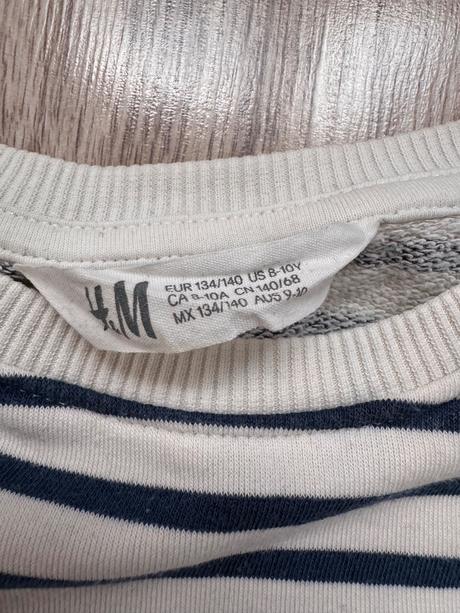 H&M
EUR 134/140 US 8-10Y
CA 8-10A CN 140/68
MX 134/140 AUS 9-10